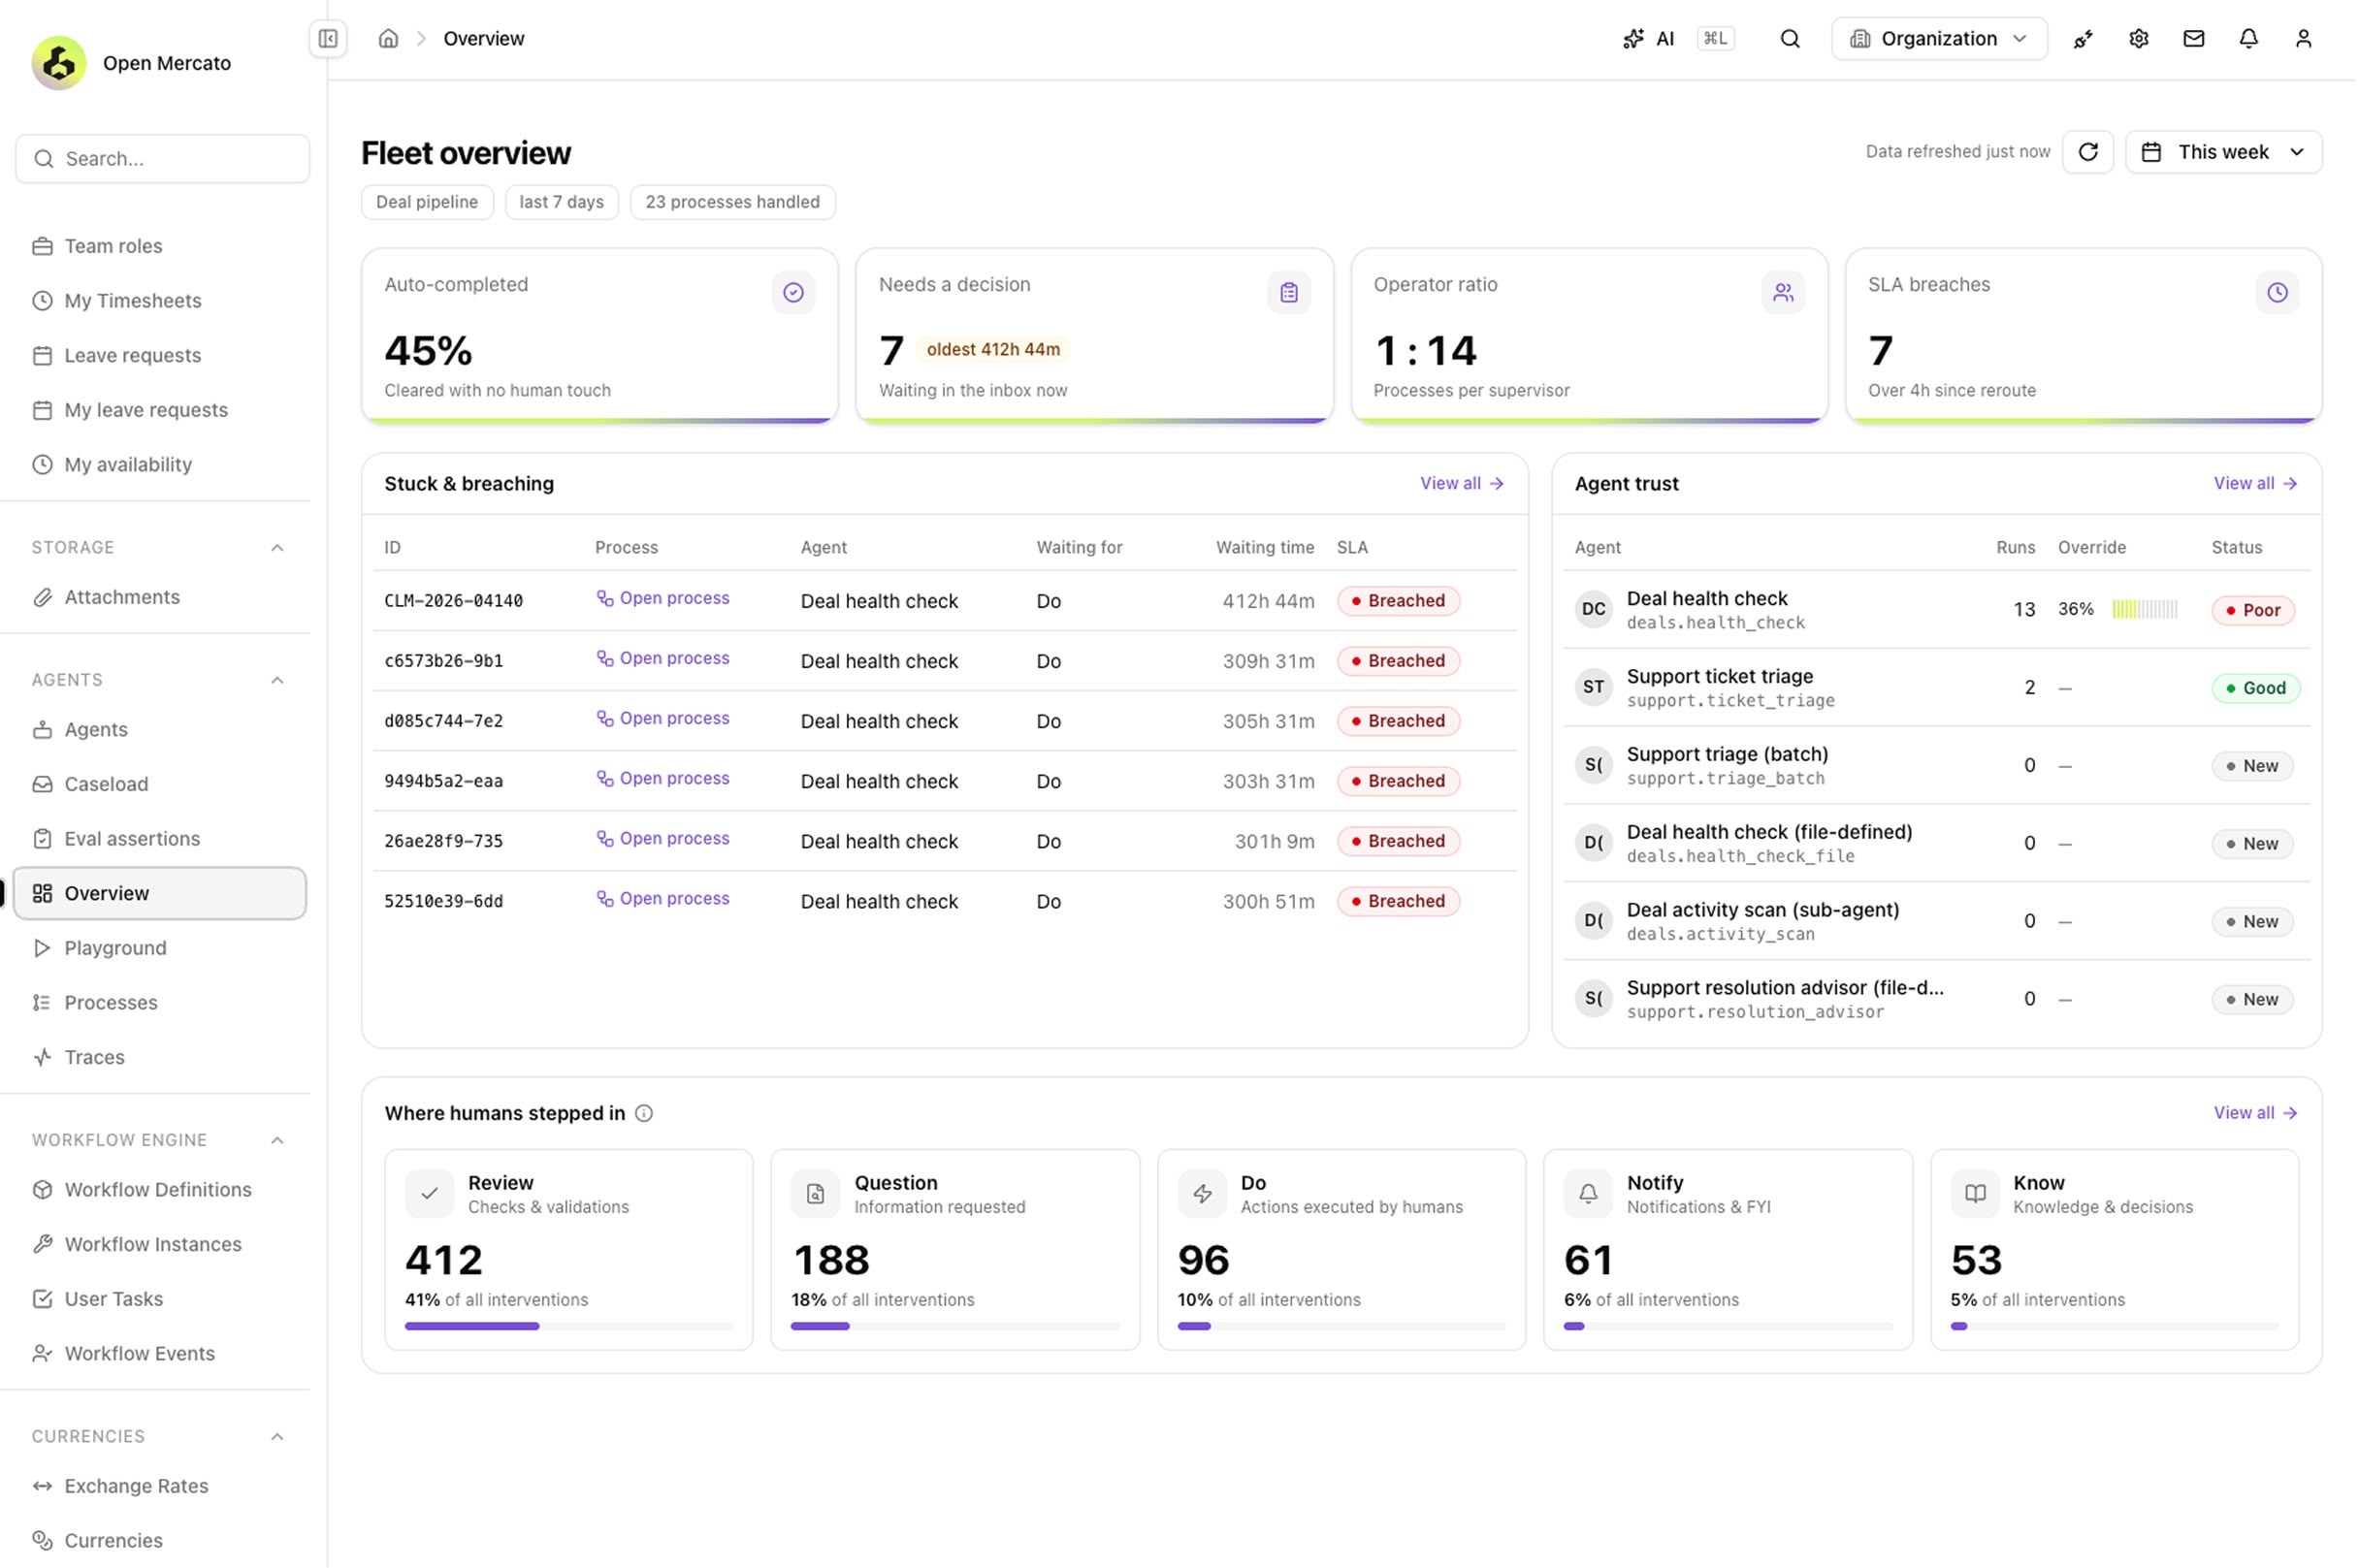 Open Mercato
Search...
Team roles
My Timesheets
Leave requests
My leave requests
My availability
STORAGE
Attachments
AGENTS
Agents
Caseload
Eval assertions
Overview
Playground
Processes
Traces
WORKFLOW ENGINE
Workflow Definitions
Workflow Instances
User Tasks
Workflow Events
CURRENCIES
Exchange Rates
Currencies
Overview
AI ⌘L
Organization
Fleet overview
Data refreshed just now
This week
Deal pipeline
last 7 days
23 processes handled
Auto-completed
45%
Cleared with no human touch
Needs a decision
7 oldest 412h 44m
Waiting in the inbox now
Operator ratio
1 : 14
Processes per supervisor
SLA breaches
7
Over 4h since reroute
Stuck & breaching View all →
ID Process Agent Waiting for Waiting time SLA
CLM-2026-04140 Open process Deal health check Do 412h 44m Breached
c6573b26-9b1 Open process Deal health check Do 309h 31m Breached
d085c744-7e2 Open process Deal health check Do 305h 31m Breached
9494b5a2-eaa Open process Deal health check Do 303h 31m Breached
26ae28f9-735 Open process Deal health check Do 301h 9m Breached
52510e39-6dd Open process Deal health check Do 300h 51m Breached
Agent trust View all →
Agent Runs Override Status
DC Deal health check 13 36% Poor
deals.health_check
ST Support ticket triage 2 — Good
support.ticket_triage
S( Support triage (batch) 0 — New
support.triage_batch
D( Deal health check (file-defined) 0 — New
deals.health_check_file
D( Deal activity scan (sub-agent) 0 — New
deals.activity_scan
S( Support resolution advisor (file-d... 0 — New
support.resolution_advisor
Where humans stepped in View all →
Review
Checks & validations
412
41% of all interventions
Question
Information requested
188
18% of all interventions
Do
Actions executed by humans
96
10% of all interventions
Notify
Notifications & FYI
61
6% of all interventions
Know
Knowledge & decisions
53
5% of all interventions